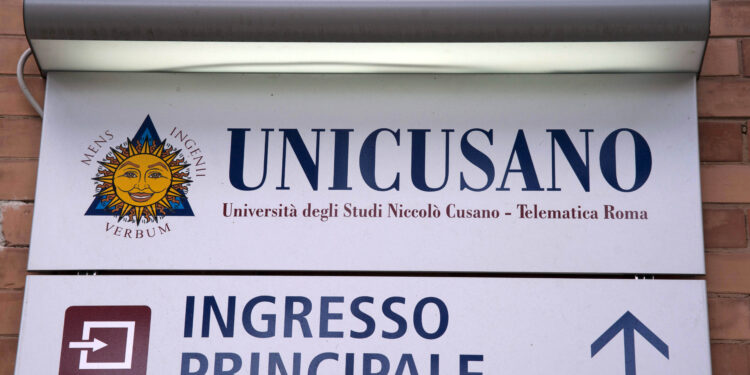 MENS INGENII VERBUM
UNICUSANO
Università degli Studi Niccolò Cusano - Telematica Roma
INGRESSO
PRINCIPALE